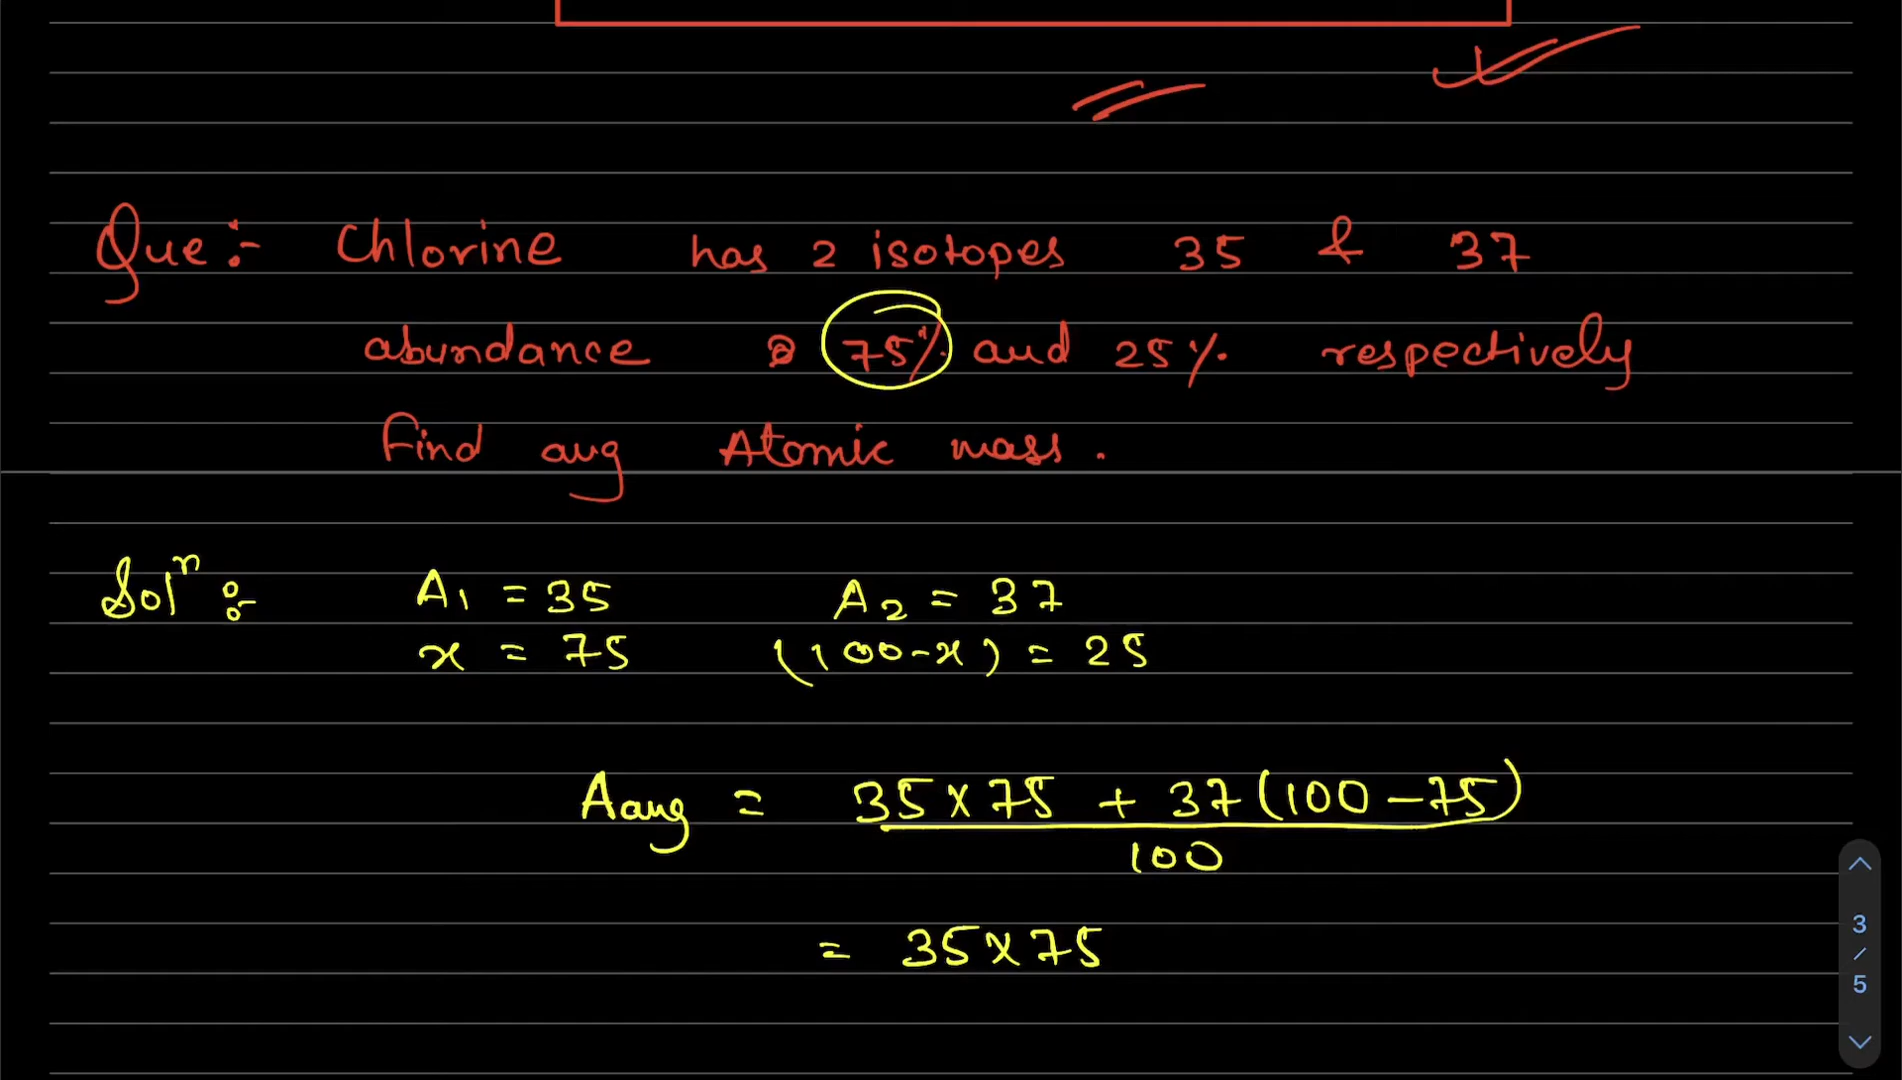 Que :- Chlorine has 2 isotopes 35 & 37
abundance 75% and 25% respectively
find avg Atomic mass.
Solⁿ :- A₁ = 35 A₂ = 37
x = 75 (100-x) = 25
Aavg = 35×75 + 37(100-75)
100
= 35×75
3
/
5